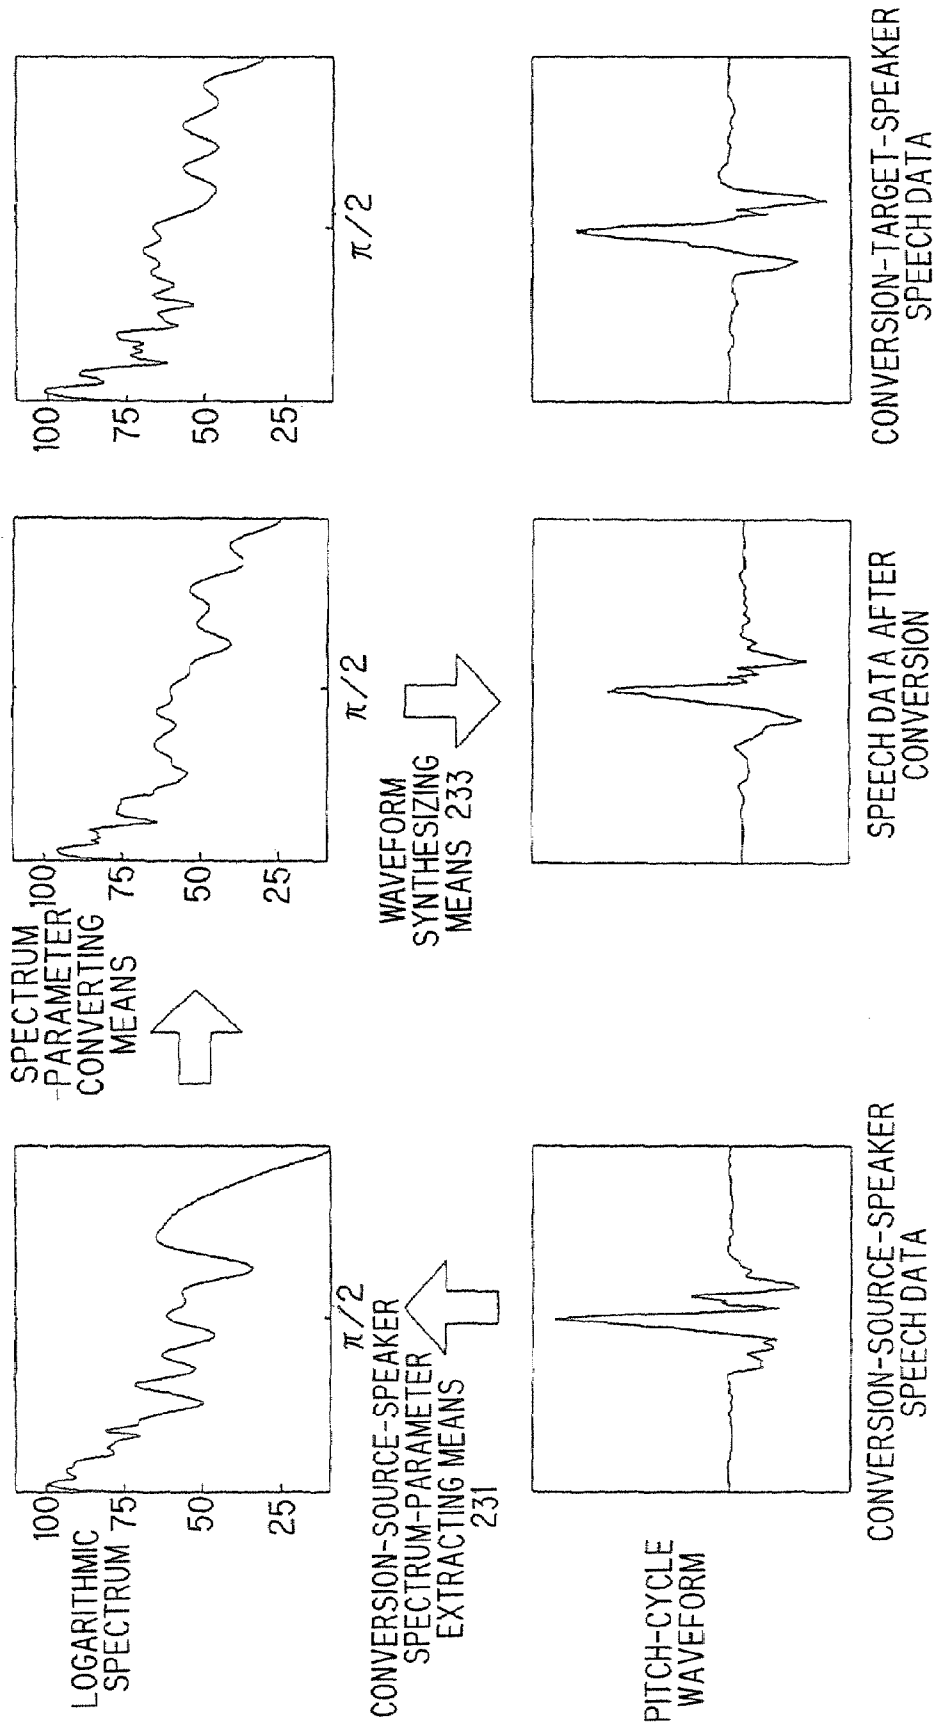 LOGARITHMIC
SPECTRUM
100
75
50
25
π/2
SPECTRUM
-PARAMETER
CONVERTING
MEANS
100
75
50
25
π/2
100
75
50
25
π/2
CONVERSION-SOURCE-SPEAKER
SPECTRUM-PARAMETER
EXTRACTING MEANS
231
WAVEFORM
SYNTHESIZING
MEANS 233
PITCH-CYCLE
WAVEFORM
CONVERSION-SOURCE-SPEAKER
SPEECH DATA
SPEECH DATA AFTER
CONVERSION
CONVERSION-TARGET-SPEAKER
SPEECH DATA